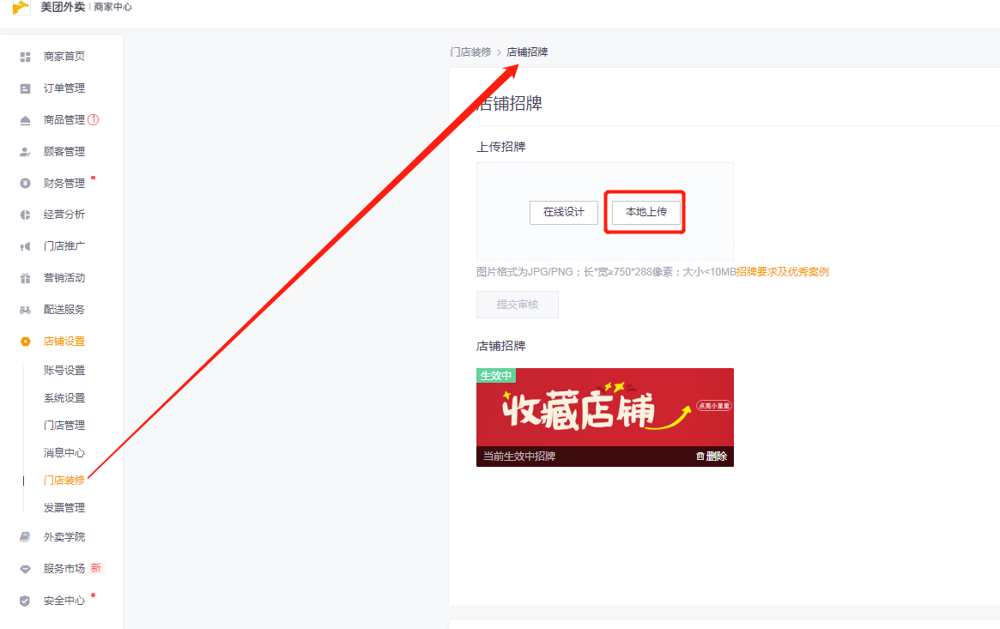 美团外卖 | 商家中心
商家首页
订单管理
商品管理①
顾客管理
财务管理
经营分析
门店推广
营销活动
配送服务
店铺设置
账号设置
系统设置
门店管理
消息中心
门店装修
发票管理
外卖学院
服务市场 新
安全中心
门店装修 > 店铺招牌
店铺招牌
上传招牌
在线设计 本地上传
图片格式为JPG/PNG；长*宽≥750*288像素；大小<10MB招牌要求及优秀案例
提交审核
店铺招牌
生效中
收藏店铺
点亮小星星
当前生效中招牌 删除